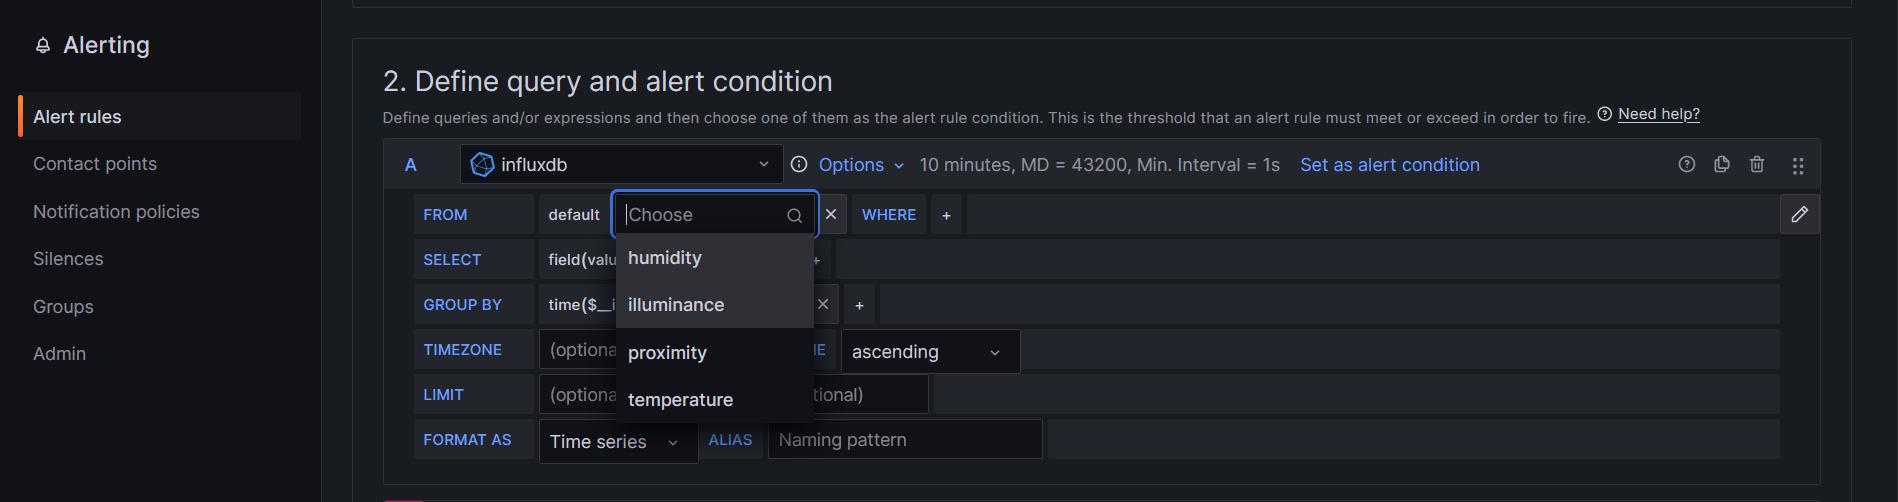 Alerting
Alert rules
Contact points
Notification policies
Silences
Groups
Admin
2. Define query and alert condition
Define queries and/or expressions and then choose one of them as the alert rule condition. This is the threshold that an alert rule must meet or exceed in order to fire. Need help?
A influxdb Options 10 minutes, MD = 43200, Min. Interval = 1s Set as alert condition
FROM default Choose WHERE +
humidity
SELECT field(valu +
illuminance
GROUP BY time($__i +
proximity
TIMEZONE (optiona IE ascending
temperature
LIMIT (optiona tional)
FORMAT AS Time series ALIAS Naming pattern